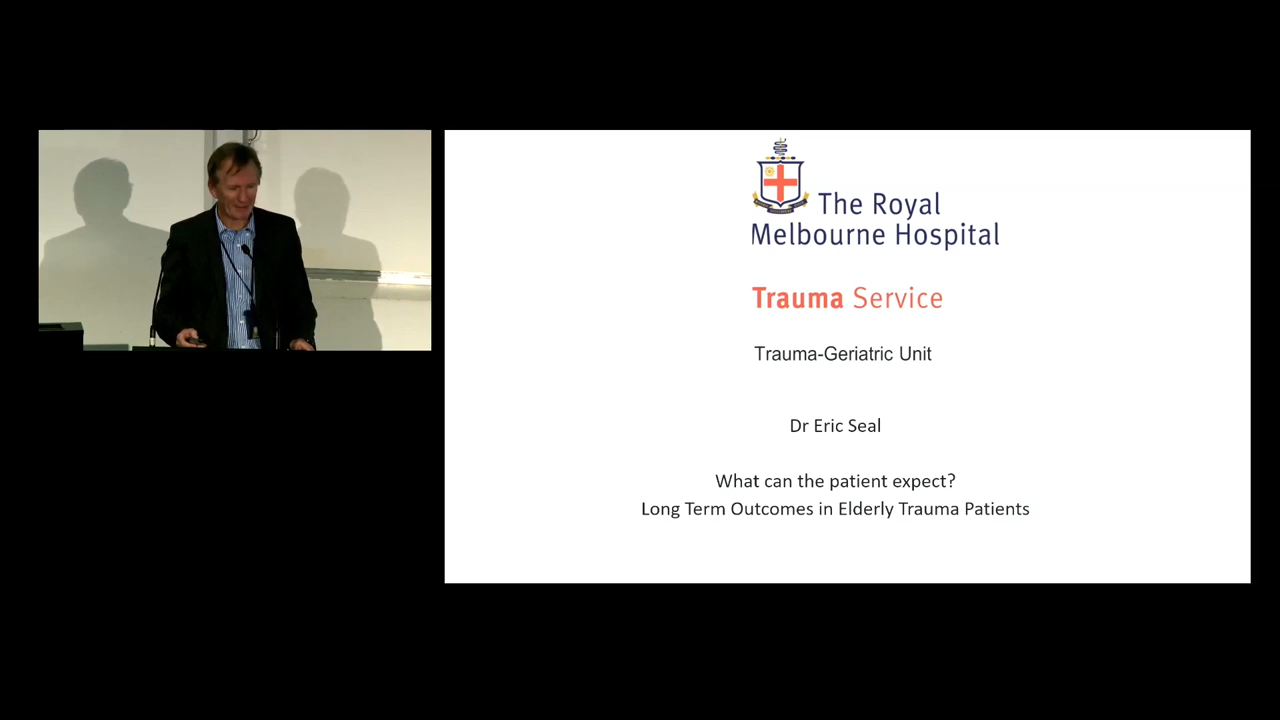 The Royal
Melbourne Hospital
Trauma Service
Trauma-Geriatric Unit
Dr Eric Seal
What can the patient expect?
Long Term Outcomes in Elderly Trauma Patients